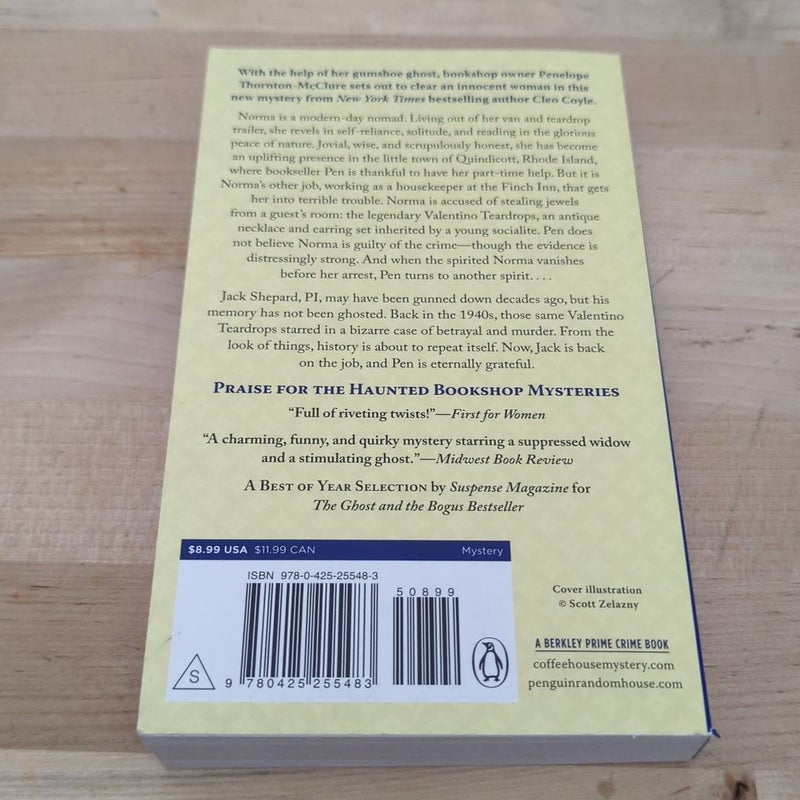 With the help of her gumshoe ghost, bookshop owner Penelope
Thornton-McClure sets out to clear an innocent woman in this
new mystery from New York Times bestselling author Cleo Coyle.
Norma is a modern-day nomad. Living out of her van and teardrop
trailer, she revels in self-reliance, solitude, and reading in the glorious
peace of nature. Jovial, wise, and scrupulously honest, she has become
an uplifting presence in the little town of Quindicott, Rhode Island,
where bookseller Pen is thankful to have her part-time help. But it is
Norma's other job, working as a housekeeper at the Finch Inn, that gets
her into terrible trouble. Norma is accused of stealing jewels
from a guest's room: the legendary Valentino Teardrops, an antique
necklace and earring set inherited by a young socialite. Pen does
not believe Norma is guilty of the crime—though the evidence is
distressingly strong. And when the spirited Norma vanishes
before her arrest, Pen turns to another spirit. . . .
Jack Shepard, PI, may have been gunned down decades ago, but his
memory has not been ghosted. Back in the 1940s, those same Valentino
Teardrops starred in a bizarre case of betrayal and murder. From the
look of things, history is about to repeat itself. Now, Jack is back
on the job, and Pen is eternally grateful.
Praise for the Haunted Bookshop Mysteries
"Full of riveting twists!"—First for Women
"A charming, funny, and quirky mystery starring a suppressed widow
and a stimulating ghost."—Midwest Book Review
A Best of Year Selection by Suspense Magazine for
The Ghost and the Bogus Bestseller
$8.99 USA $11.99 CAN Mystery
ISBN 978-0-425-25548-3
50899
S
9 780425 255483
Cover illustration
© Scott Zelazny
A BERKLEY PRIME CRIME BOOK
coffeehousemystery.com
penguinrandomhouse.com